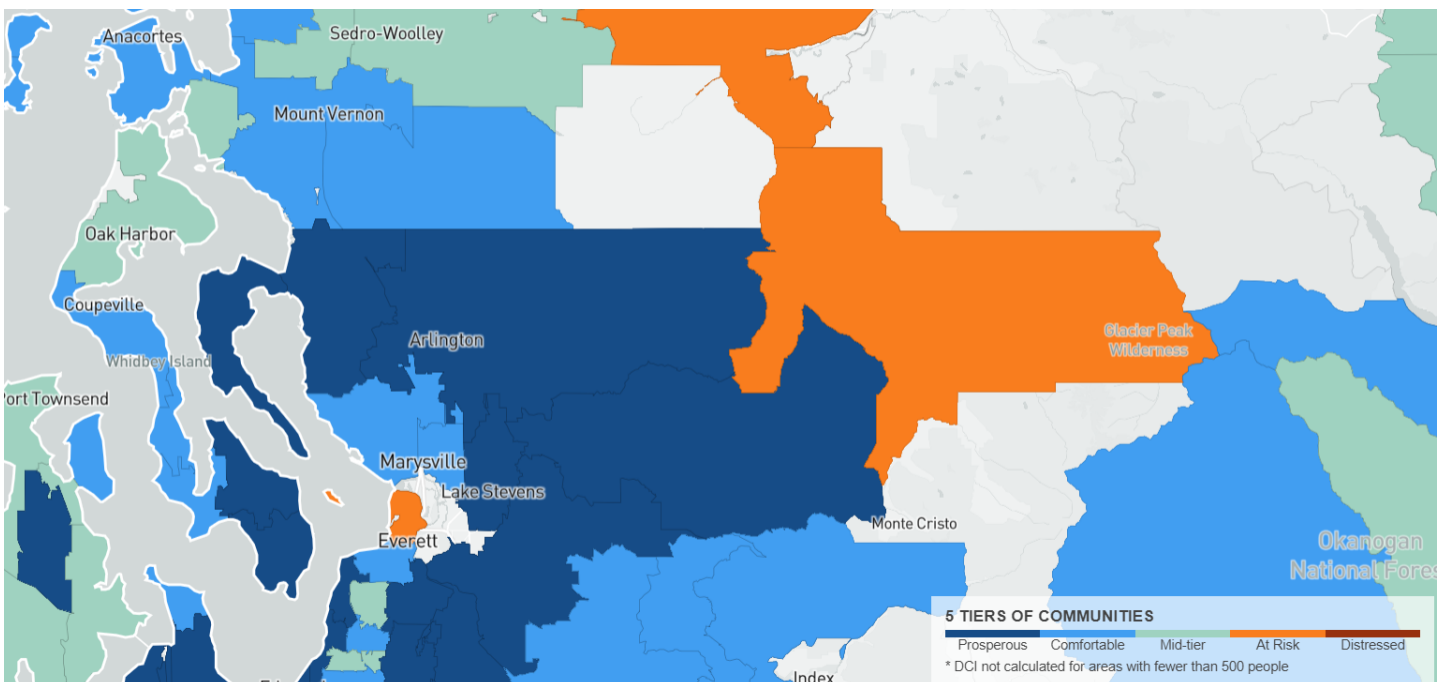 Anacortes
Sedro-Woolley
Mount Vernon
Oak Harbor
Coupeville
Arlington
Glacier Peak
Wilderness
Whidbey Island
Port Townsend
Marysville
Lake Stevens
Monte Cristo
Everett
Okanogan
National Fores
5 TIERS OF COMMUNITIES
Prosperous Comfortable Mid-tier At Risk Distressed
* DCI not calculated for areas with fewer than 500 people
Index